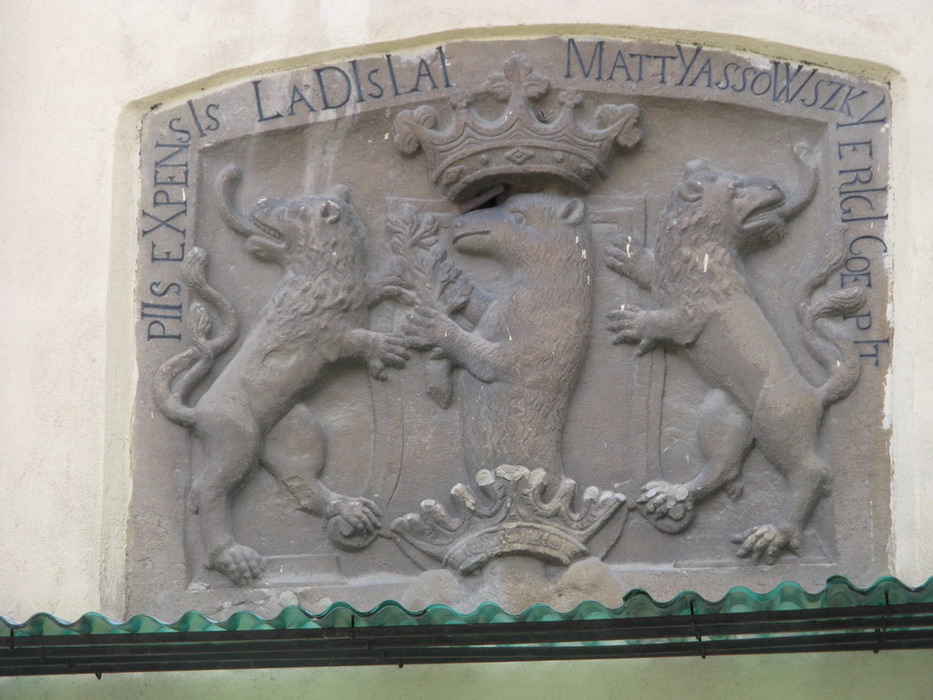 PIIS EXPENSIS LADISLAI MATTYASSOWSZKY ERIGI COEPIT